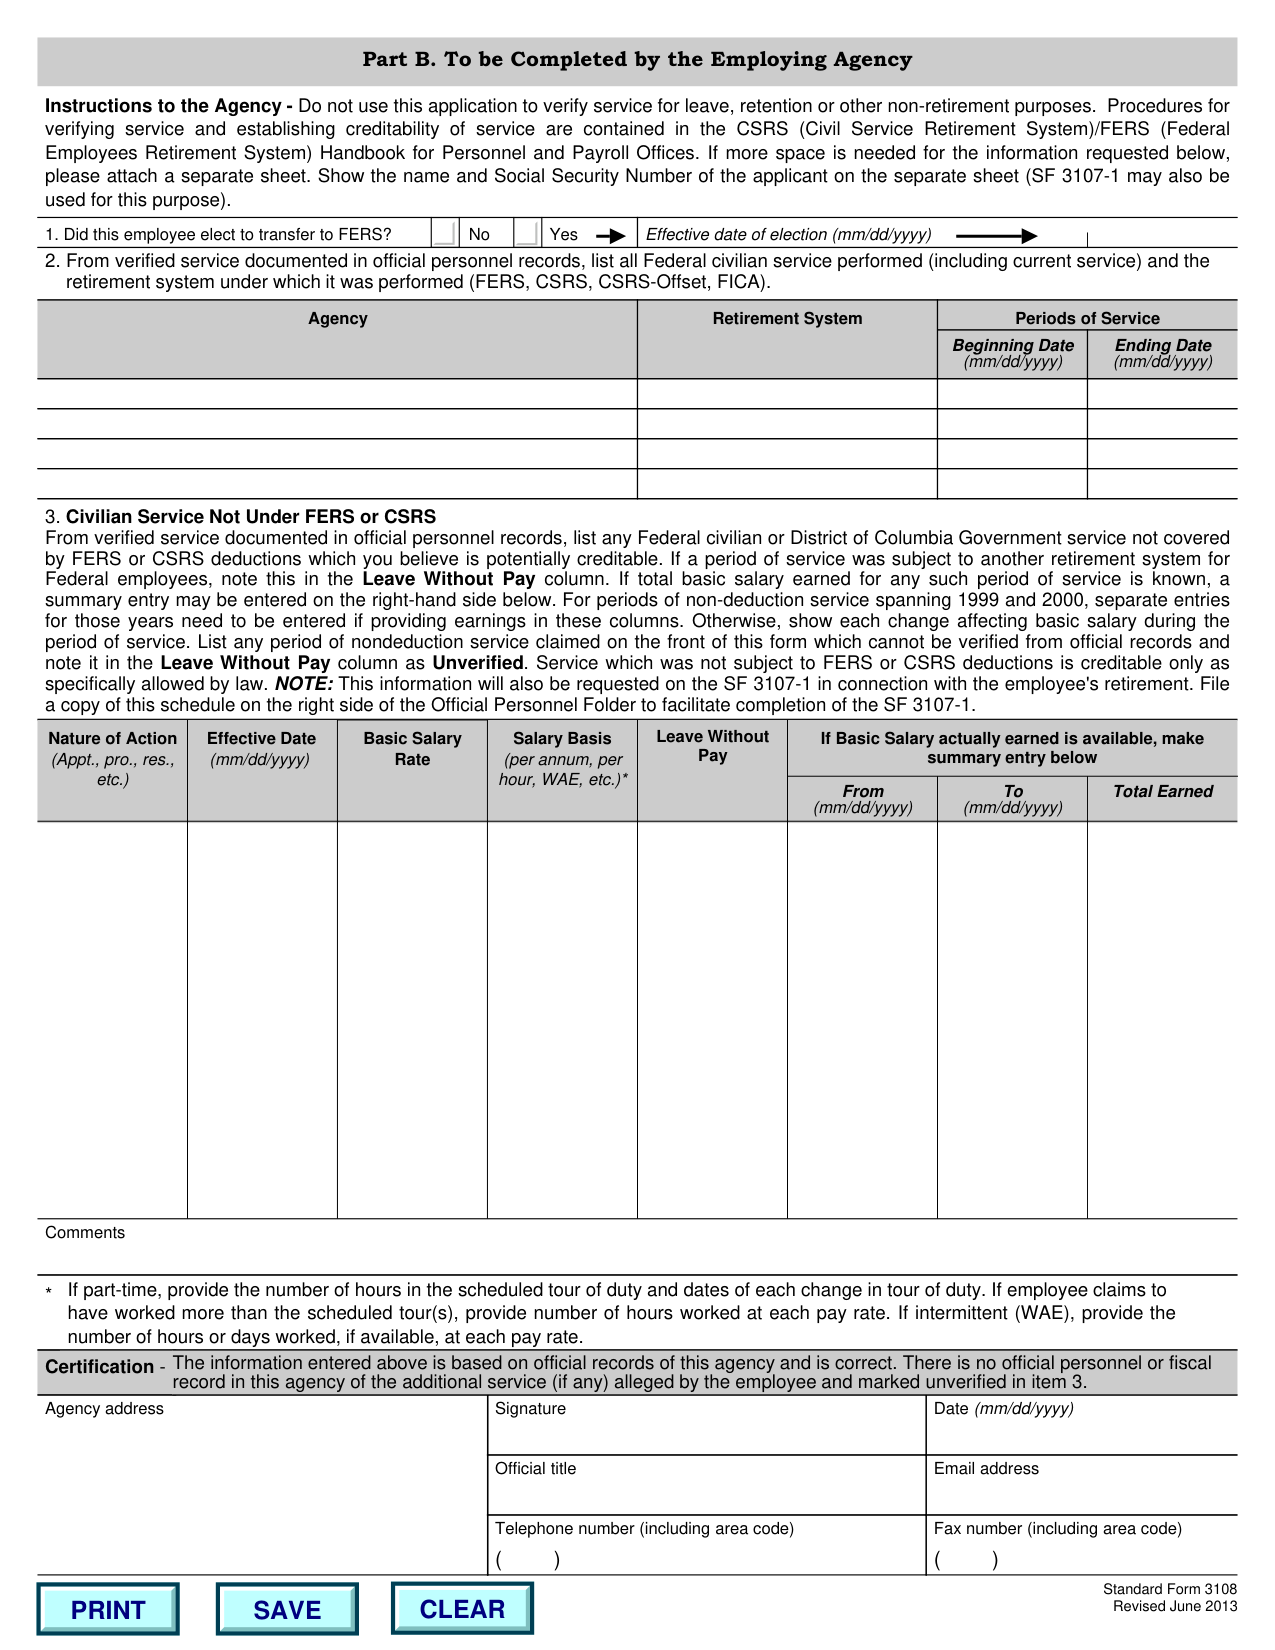 Part B. To be Completed by the Employing Agency
Instructions to the Agency - Do not use this application to verify service for leave, retention or other non-retirement purposes. Procedures for
verifying service and establishing creditability of service are contained in the CSRS (Civil Service Retirement System)/FERS (Federal
Employees Retirement System) Handbook for Personnel and Payroll Offices. If more space is needed for the information requested below,
please attach a separate sheet. Show the name and Social Security Number of the applicant on the separate sheet (SF 3107-1 may also be
used for this purpose).
1. Did this employee elect to transfer to FERS? No Yes Effective date of election (mm/dd/yyyy)
2. From verified service documented in official personnel records, list all Federal civilian service performed (including current service) and the
retirement system under which it was performed (FERS, CSRS, CSRS-Offset, FICA).
Agency Retirement System Periods of Service
Beginning Date Ending Date
(mm/dd/yyyy) (mm/dd/yyyy)
3. Civilian Service Not Under FERS or CSRS
From verified service documented in official personnel records, list any Federal civilian or District of Columbia Government service not covered
by FERS or CSRS deductions which you believe is potentially creditable. If a period of service was subject to another retirement system for
Federal employees, note this in the Leave Without Pay column. If total basic salary earned for any such period of service is known, a
summary entry may be entered on the right-hand side below. For periods of non-deduction service spanning 1999 and 2000, separate entries
for those years need to be entered if providing earnings in these columns. Otherwise, show each change affecting basic salary during the
period of service. List any period of nondeduction service claimed on the front of this form which cannot be verified from official records and
note it in the Leave Without Pay column as Unverified. Service which was not subject to FERS or CSRS deductions is creditable only as
specifically allowed by law. NOTE: This information will also be requested on the SF 3107-1 in connection with the employee's retirement. File
a copy of this schedule on the right side of the Official Personnel Folder to facilitate completion of the SF 3107-1.
Nature of Action
(Appt., pro., res.,
etc.)
Effective Date
(mm/dd/yyyy)
Basic Salary
Rate
Salary Basis
(per annum, per
hour, WAE, etc.)*
Leave Without
Pay
If Basic Salary actually earned is available, make
summary entry below
From
(mm/dd/yyyy)
To
(mm/dd/yyyy)
Total Earned
Comments
* If part-time, provide the number of hours in the scheduled tour of duty and dates of each change in tour of duty. If employee claims to
have worked more than the scheduled tour(s), provide number of hours worked at each pay rate. If intermittent (WAE), provide the
number of hours or days worked, if available, at each pay rate.
Certification - The information entered above is based on official records of this agency and is correct. There is no official personnel or fiscal
record in this agency of the additional service (if any) alleged by the employee and marked unverified in item 3.
Agency address
Signature
Date (mm/dd/yyyy)
Official title
Email address
Telephone number (including area code)
( )
Fax number (including area code)
( )
PRINT
SAVE
CLEAR
Standard Form 3108
Revised June 2013